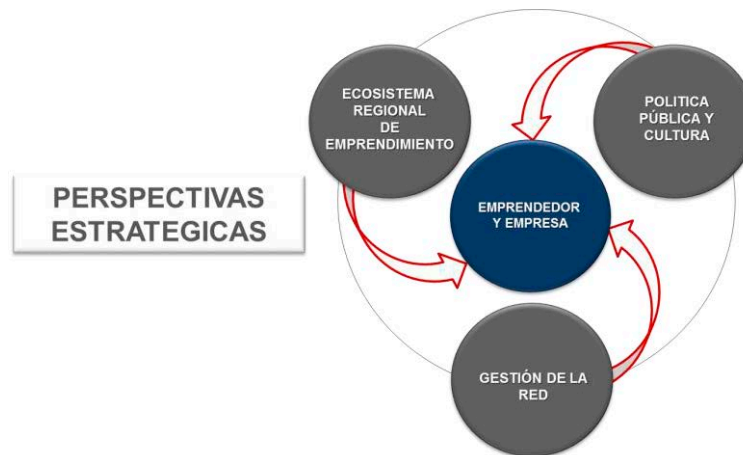 PERSPECTIVAS
ESTRATEGICAS
ECOSISTEMA
REGIONAL
DE
EMPRENDIMIENTO
POLITICA
PÚBLICA Y
CULTURA
EMPRENDEDOR
Y EMPRESA
GESTIÓN DE LA
RED